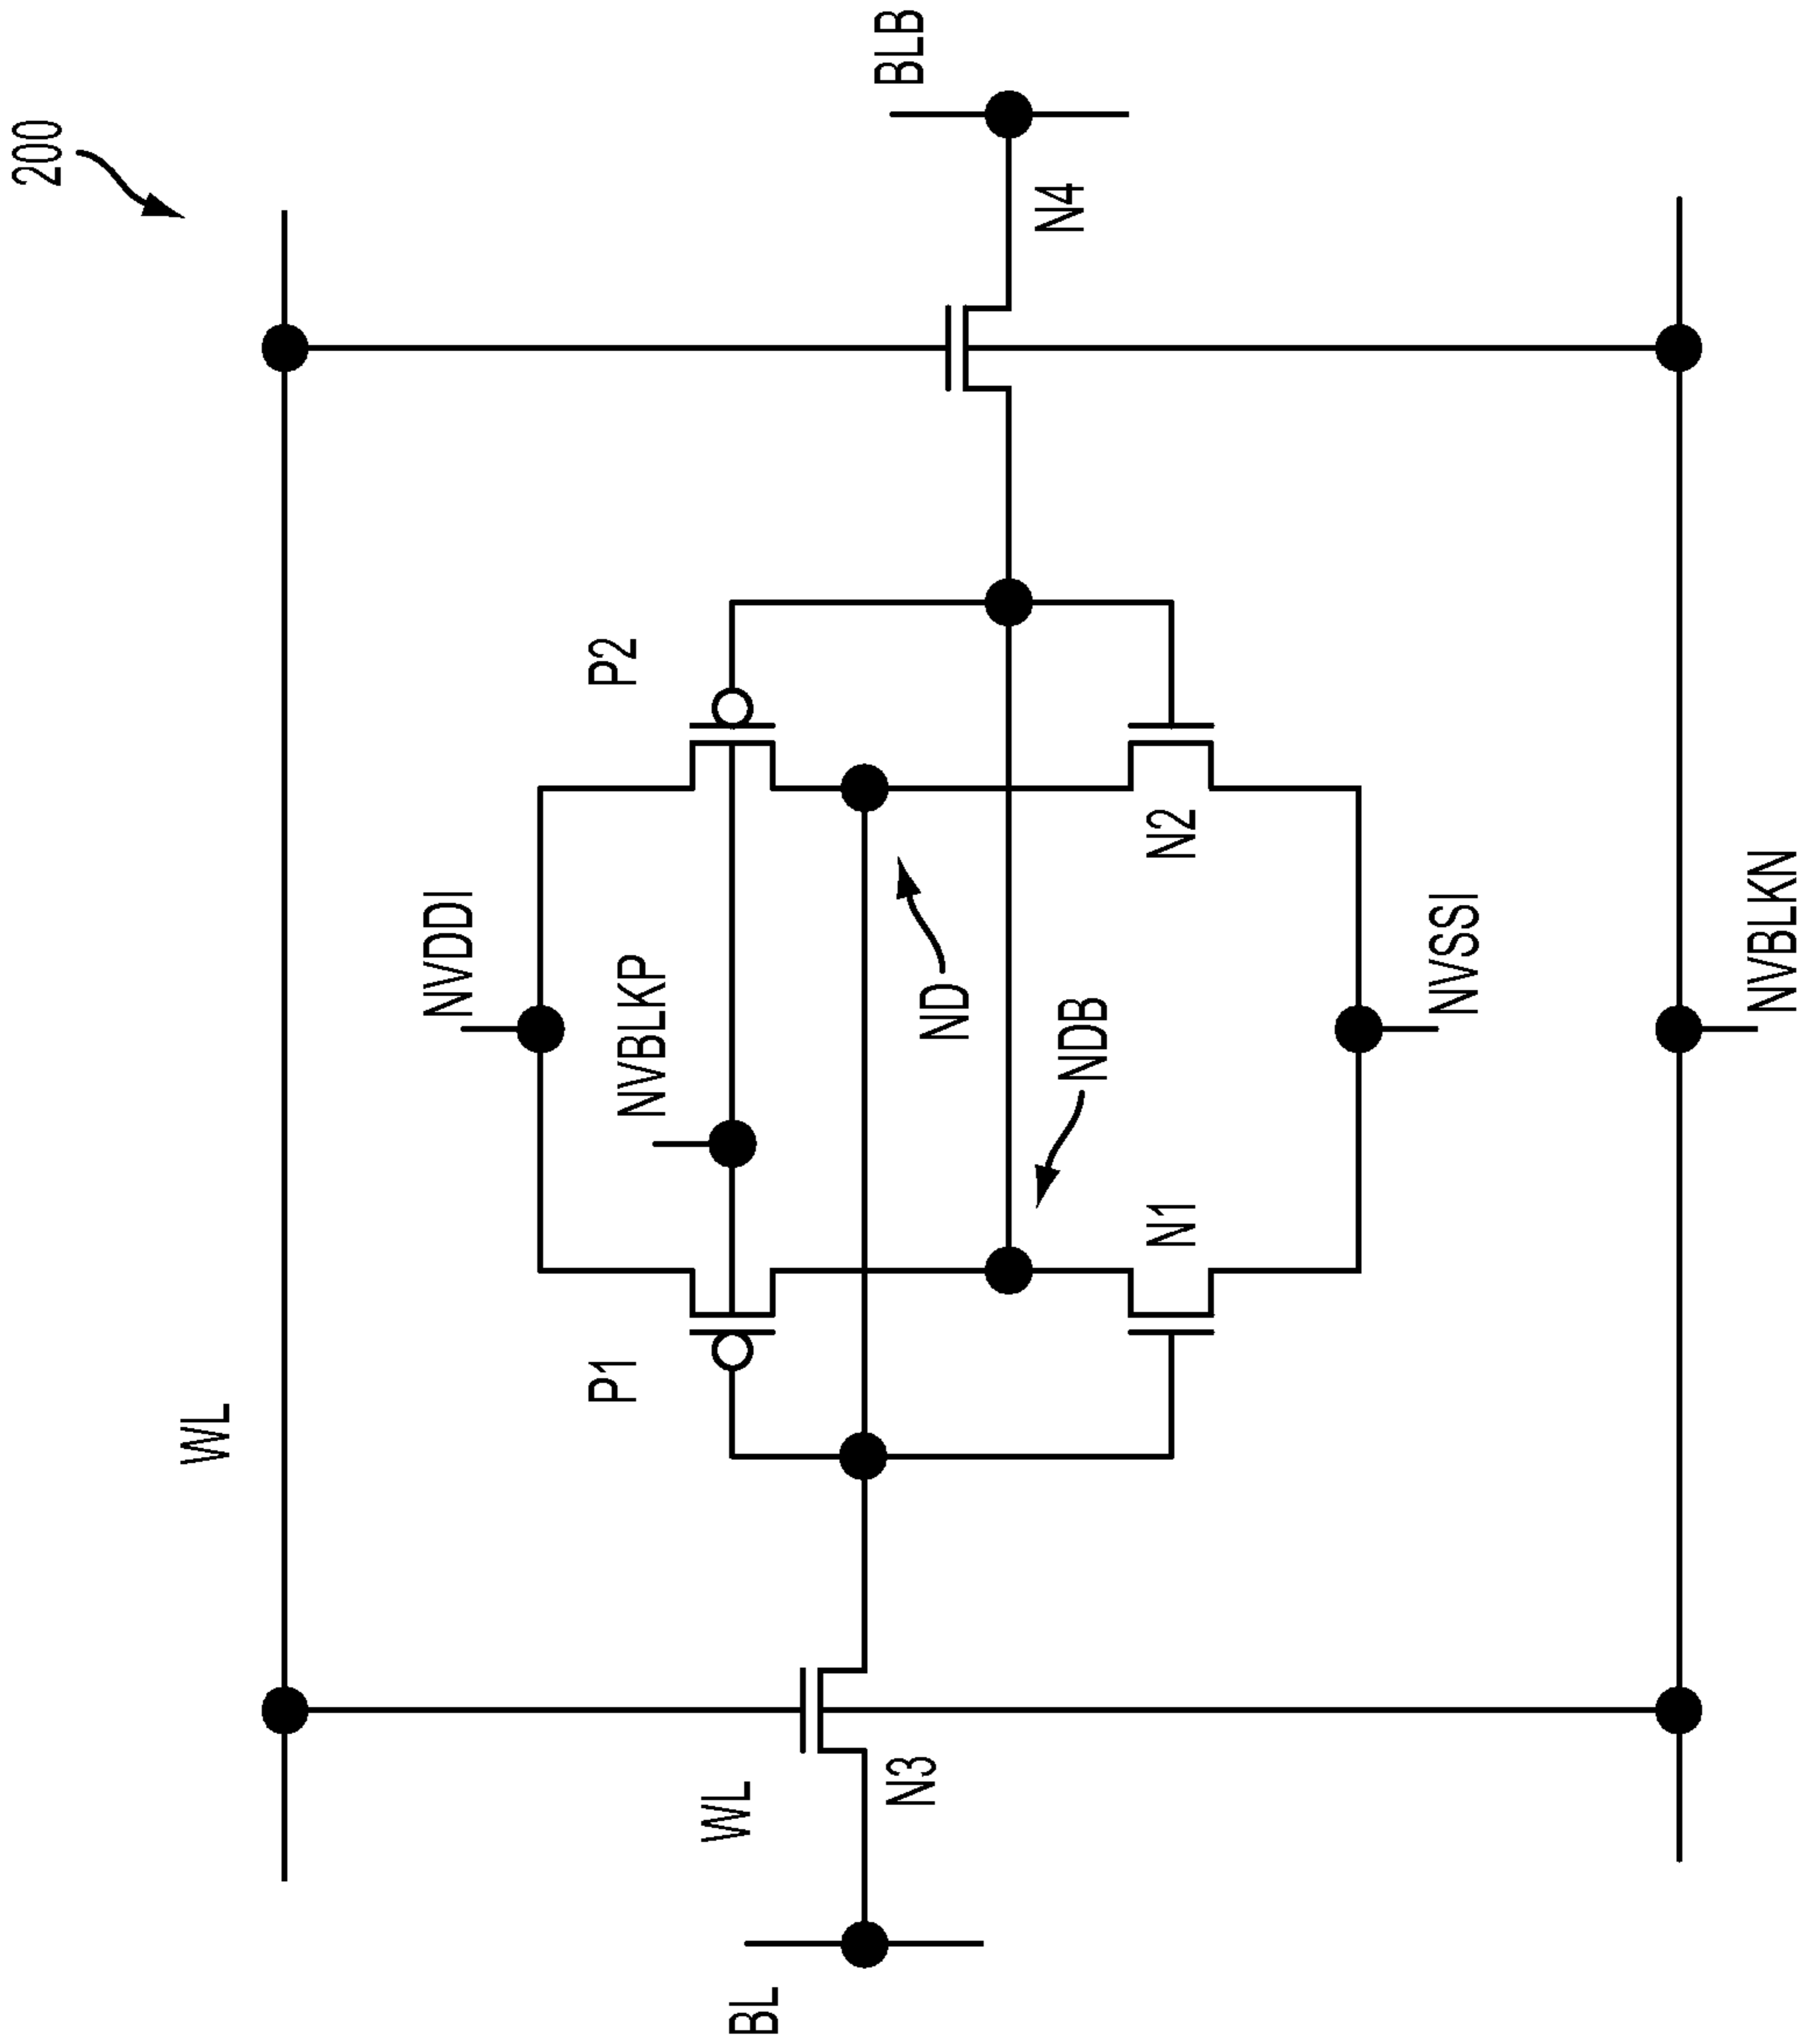 200
WL
NVDDI
P1
NVBLKP
P2
WL
BL
N3
ND
BLB
N4
NDB
N1
N2
NVSSI
NVBLKN